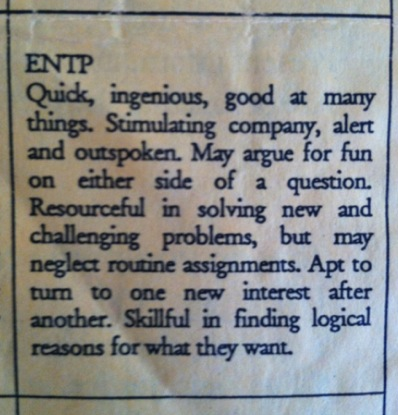 ENTP
Quick, ingenious, good at many
things. Stimulating company, alert
and outspoken. May argue for fun
on either side of a question.
Resourceful in solving new and
challenging problems, but may
neglect routine assignments. Apt to
turn to one new interest after
another. Skillful in finding logical
reasons for what they want.